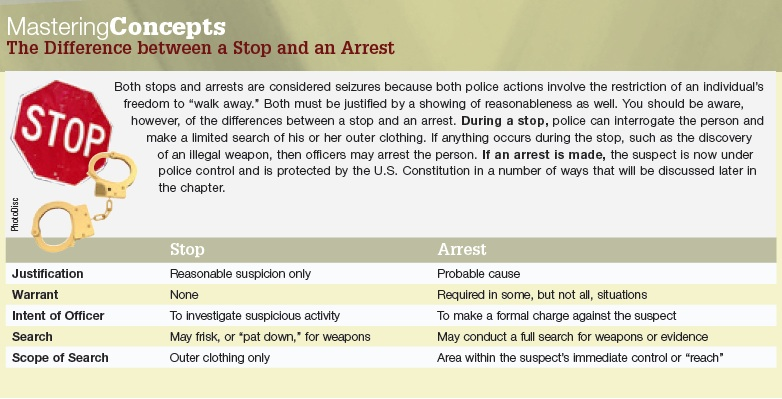 MasteringConcepts
The Difference between a Stop and an Arrest
Both stops and arrests are considered seizures because both police actions involve the restriction of an individual's
freedom to “walk away.” Both must be justified by a showing of reasonableness as well. You should be aware,
however, of the differences between a stop and an arrest. During a stop, police can interrogate the person and
make a limited search of his or her outer clothing. If anything occurs during the stop, such as the discovery
of an illegal weapon, then officers may arrest the person. If an arrest is made, the suspect is now under
police control and is protected by the U.S. Constitution in a number of ways that will be discussed later in
the chapter.
STOP
PhotoDisc
Stop Arrest
Justification Reasonable suspicion only Probable cause
Warrant None Required in some, but not all, situations
Intent of Officer To investigate suspicious activity To make a formal charge against the suspect
Search May frisk, or “pat down,” for weapons May conduct a full search for weapons or evidence
Scope of Search Outer clothing only Area within the suspect's immediate control or “reach”